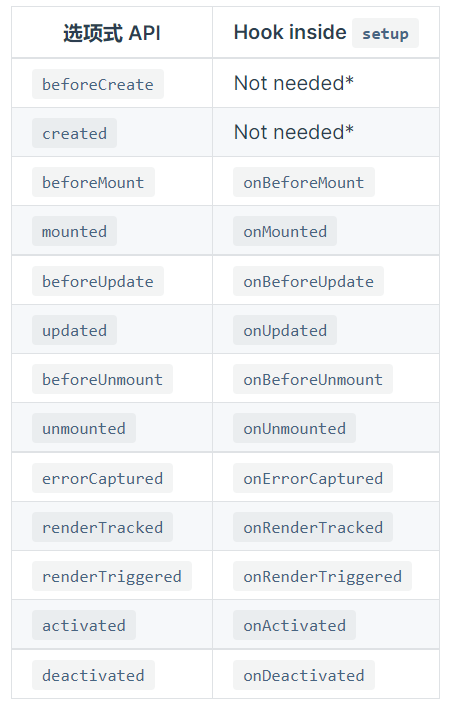 选项式 API Hook inside setup
beforeCreate Not needed*
created Not needed*
beforeMount onBeforeMount
mounted onMounted
beforeUpdate onBeforeUpdate
updated onUpdated
beforeUnmount onBeforeUnmount
unmounted onUnmounted
errorCaptured onErrorCaptured
renderTracked onRenderTracked
renderTriggered onRenderTriggered
activated onActivated
deactivated onDeactivated